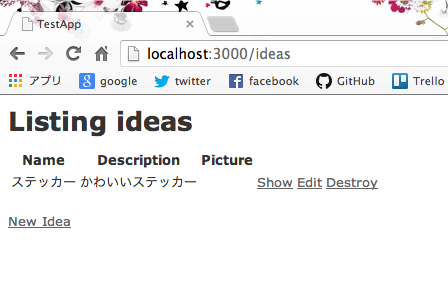 TestApp
localhost:3000/ideas
アプリ google twitter facebook GitHub Trello
Listing ideas
Name Description Picture
ステッカー かわいいステッカー Show Edit Destroy
New Idea